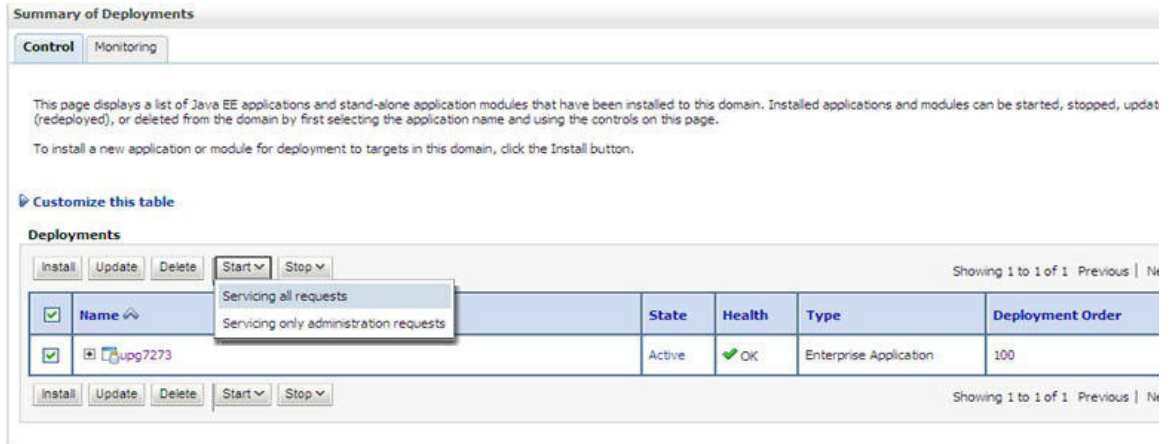 Summary of Deployments
Control Monitoring
This page displays a list of Java EE applications and stand-alone application modules that have been installed to this domain. Installed applications and modules can be started, stopped, updat
(redeployed), or deleted from the domain by first selecting the application name and using the controls on this page.
To install a new application or module for deployment to targets in this domain, click the Install button.
Customize this table
Deployments
Install Update Delete Start Stop Showing 1 to 1 of 1 Previous | Ne
Servicing all requests
Servicing only administration requests
Name State Health Type Deployment Order
upg7273 Active OK Enterprise Application 100
Install Update Delete Start Stop Showing 1 to 1 of 1 Previous | Ne